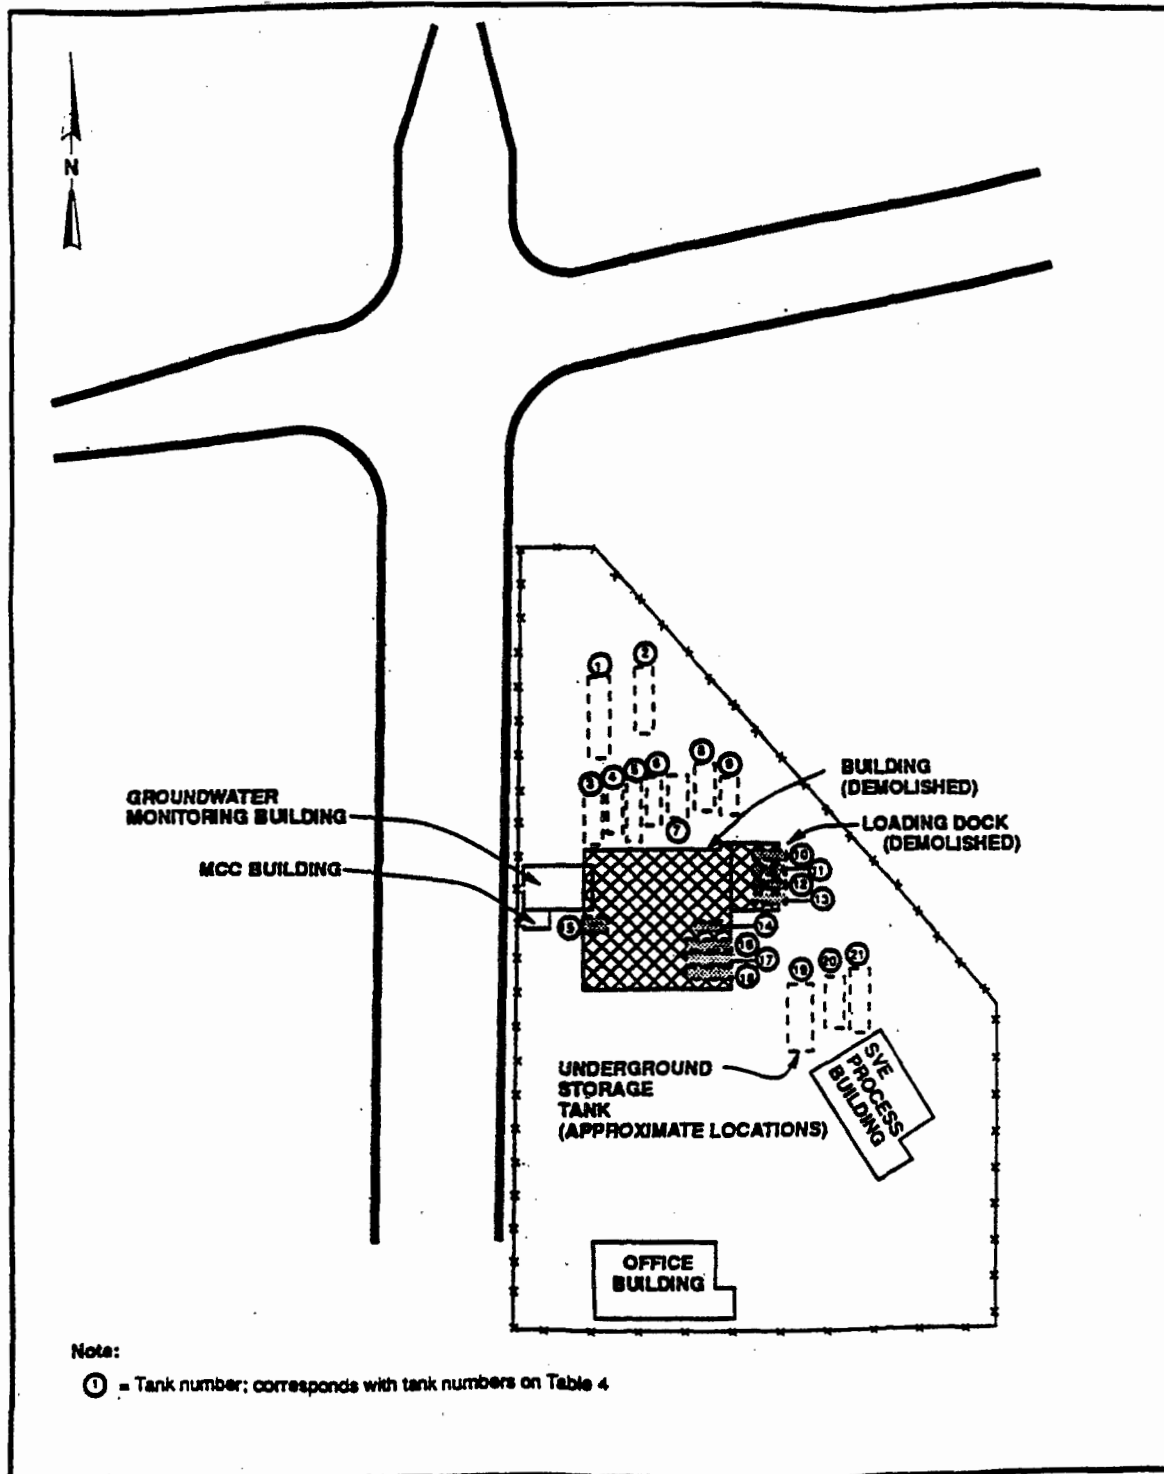 N
1
2
3
4
5
6
8
9
7
BUILDING
(DEMOLISHED)
GROUNDWATER
MONITORING BUILDING
LOADING DOCK
(DEMOLISHED)
MCC BUILDING
10
11
12
13
15
14
16
17
18
19
20
21
UNDERGROUND
STORAGE
TANK
(APPROXIMATE LOCATIONS)
SVE
PROCESS
BUILDING
OFFICE
BUILDING
Note:
1 = Tank number; corresponds with tank numbers on Table 4